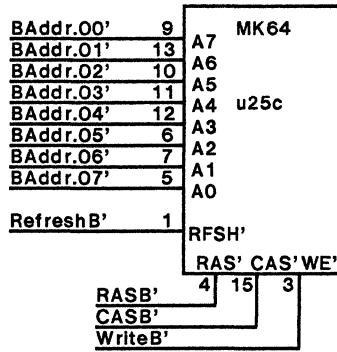 BAddr.00' 9 MK64
BAddr.01' 13 A7
BAddr.02' 10 A6
BAddr.03' 11 A5
BAddr.04' 12 A4 u25c
BAddr.05' 6 A3
BAddr.06' 7 A2
BAddr.07' 5 A1
A0
RefreshB' 1
RFSH'
RAS' CAS' WE'
4 15 3
RASB'
CASB'
WriteB'